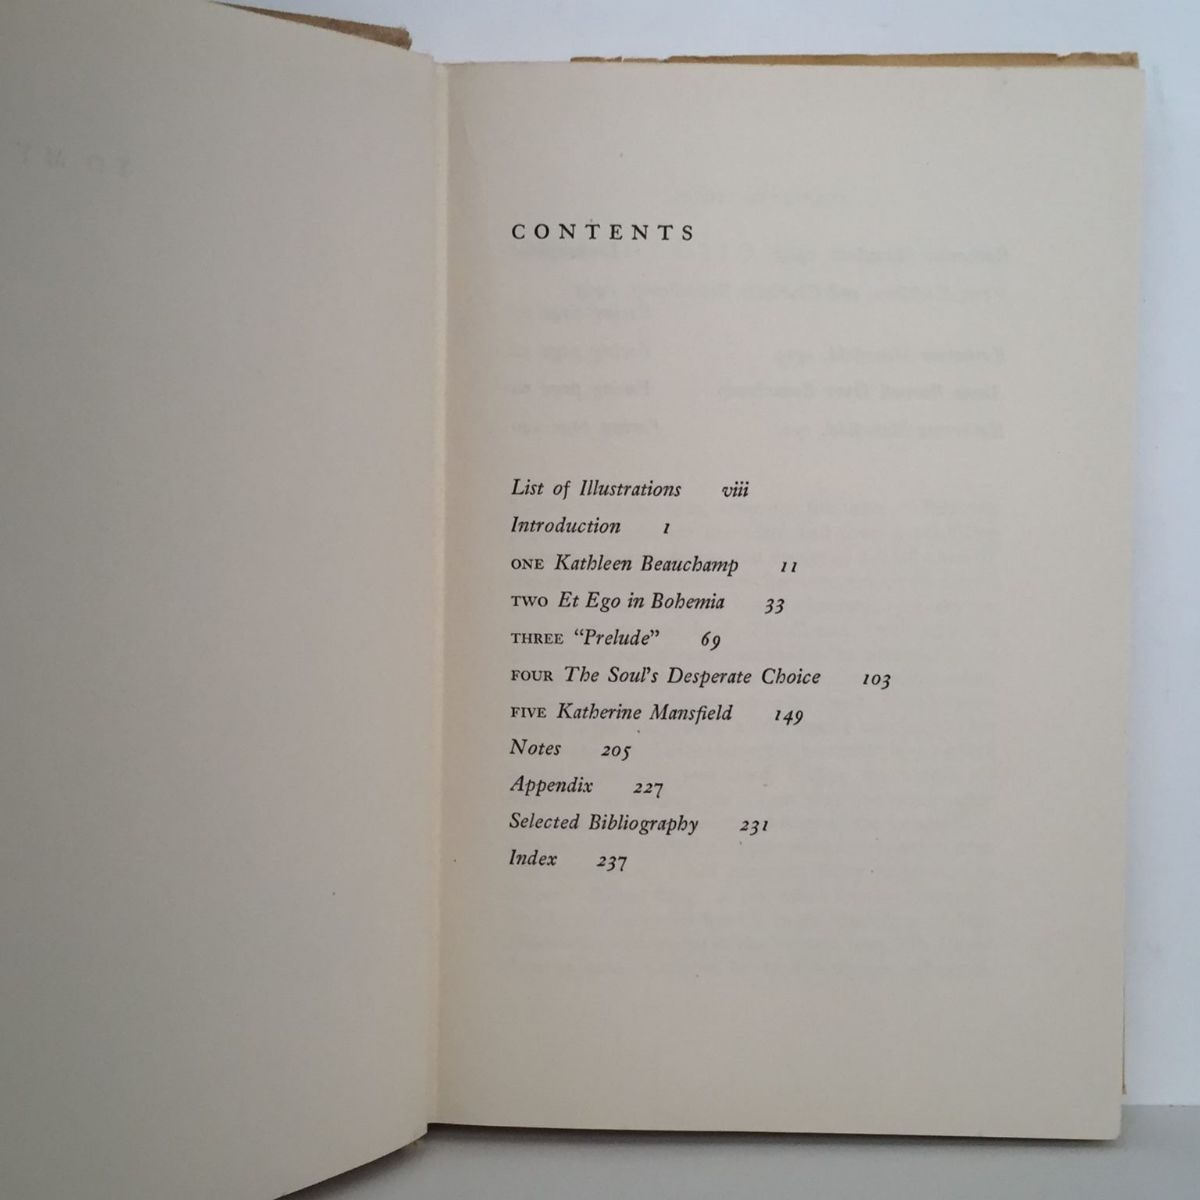 CONTENTS
List of Illustrations viii
Introduction 1
ONE Kathleen Beauchamp 11
TWO Et Ego in Bohemia 33
THREE “Prelude” 69
FOUR The Soul's Desperate Choice 103
FIVE Katherine Mansfield 149
Notes 205
Appendix 227
Selected Bibliography 231
Index 237